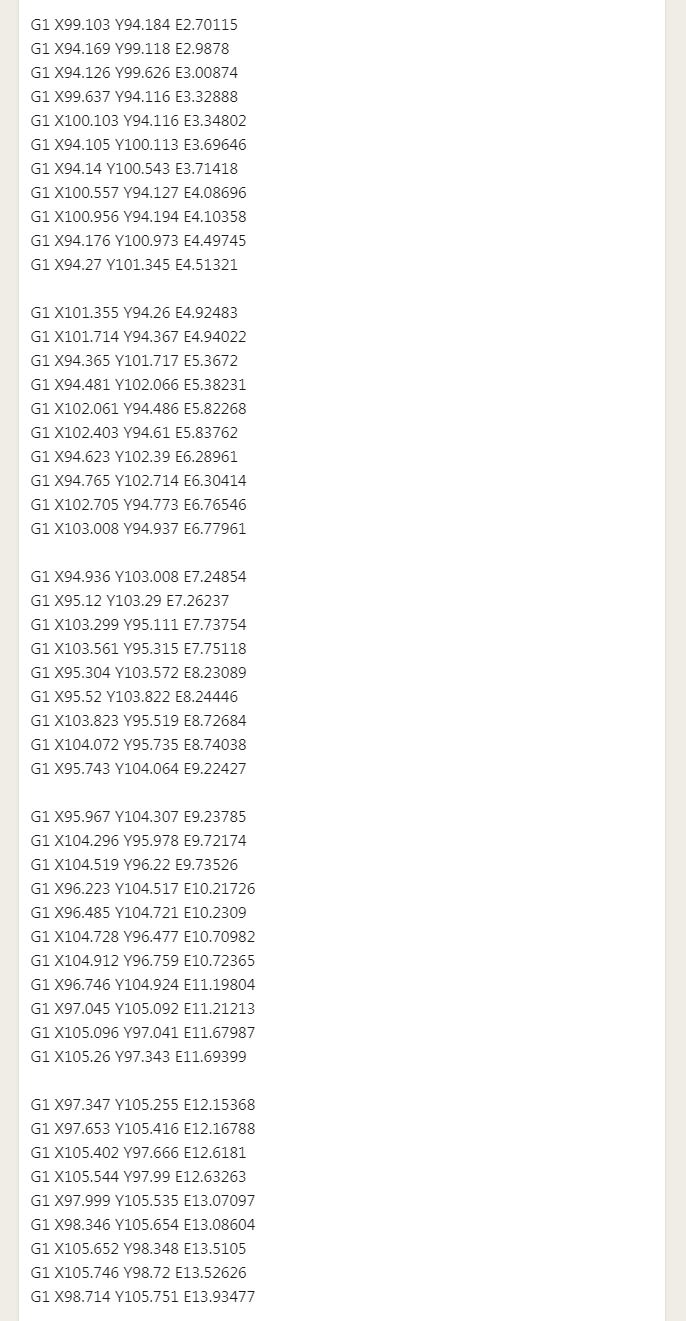 G1 X99.103 Y94.184 E2.70115
G1 X94.169 Y99.118 E2.9878
G1 X94.126 Y99.626 E3.00874
G1 X99.637 Y94.116 E3.32888
G1 X100.103 Y94.116 E3.34802
G1 X94.105 Y100.113 E3.69646
G1 X94.14 Y100.543 E3.71418
G1 X100.557 Y94.127 E4.08696
G1 X100.956 Y94.194 E4.10358
G1 X94.176 Y100.973 E4.49745
G1 X94.27 Y101.345 E4.51321
G1 X101.355 Y94.26 E4.92483
G1 X101.714 Y94.367 E4.94022
G1 X94.365 Y101.717 E5.3672
G1 X94.481 Y102.066 E5.38231
G1 X102.061 Y94.486 E5.82268
G1 X102.403 Y94.61 E5.83762
G1 X94.623 Y102.39 E6.28961
G1 X94.765 Y102.714 E6.30414
G1 X102.705 Y94.773 E6.76546
G1 X103.008 Y94.937 E6.77961
G1 X94.936 Y103.008 E7.24854
G1 X95.12 Y103.29 E7.26237
G1 X103.299 Y95.111 E7.73754
G1 X103.561 Y95.315 E7.75118
G1 X95.304 Y103.572 E8.23089
G1 X95.52 Y103.822 E8.24446
G1 X103.823 Y95.519 E8.72684
G1 X104.072 Y95.735 E8.74038
G1 X95.743 Y104.064 E9.22427
G1 X95.967 Y104.307 E9.23785
G1 X104.296 Y95.978 E9.72174
G1 X104.519 Y96.22 E9.73526
G1 X96.223 Y104.517 E10.21726
G1 X96.485 Y104.721 E10.2309
G1 X104.728 Y96.477 E10.70982
G1 X104.912 Y96.759 E10.72365
G1 X96.746 Y104.924 E11.19804
G1 X97.045 Y105.092 E11.21213
G1 X105.096 Y97.041 E11.67987
G1 X105.26 Y97.343 E11.69399
G1 X97.347 Y105.255 E12.15368
G1 X97.653 Y105.416 E12.16788
G1 X105.402 Y97.666 E12.6181
G1 X105.544 Y97.99 E12.63263
G1 X97.999 Y105.535 E13.07097
G1 X98.346 Y105.654 E13.08604
G1 X105.652 Y98.348 E13.5105
G1 X105.746 Y98.72 E13.52626
G1 X98.714 Y105.751 E13.93477